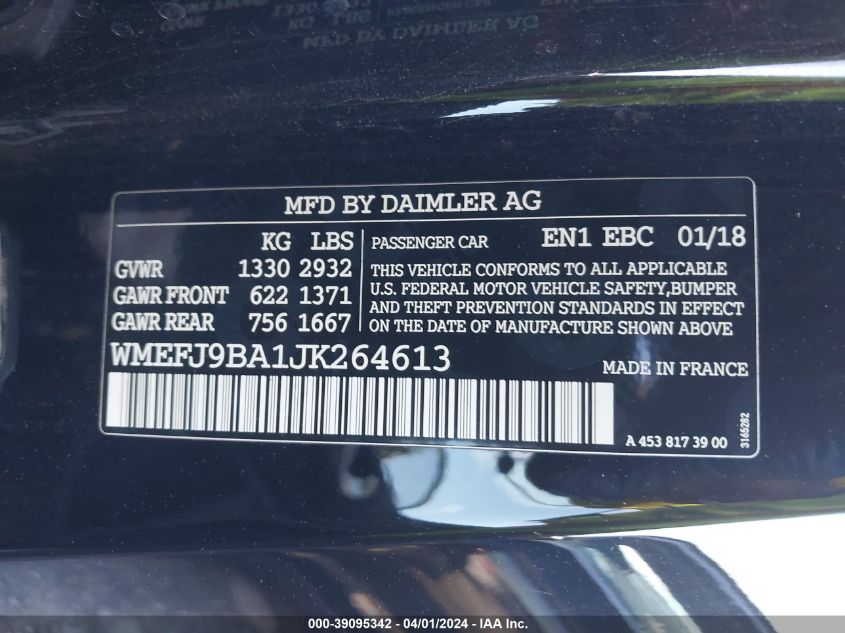 MFD BY DAIMLER AG
KG LBS
GVWR 1330 2932
GAWR FRONT 622 1371
GAWR REAR 756 1667
PASSENGER CAR EN1 EBC 01/18
THIS VEHICLE CONFORMS TO ALL APPLICABLE
U.S. FEDERAL MOTOR VEHICLE SAFETY,BUMPER
AND THEFT PREVENTION STANDARDS IN EFFECT
ON THE DATE OF MANUFACTURE SHOWN ABOVE
WMEFJ9BA1JK264613
MADE IN FRANCE
A 453 817 39 00
3165282
000-39095342 - 04/01/2024 - IAA Inc.